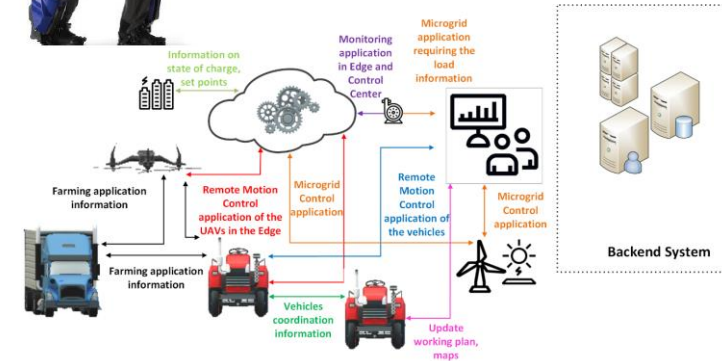 Information on
state of charge,
set points
Monitoring
application
in Edge and
Control
Center
Microgrid
application
requiring the
load
information
Farming application
information
Remote Motion
Control
application of the
UAVs in the Edge
Microgrid
Control
application
Remote
Motion
Control
application of
the vehicles
Microgrid
Control
application
Farming application
information
Vehicles
coordination
information
Update
working plan,
maps
Backend System